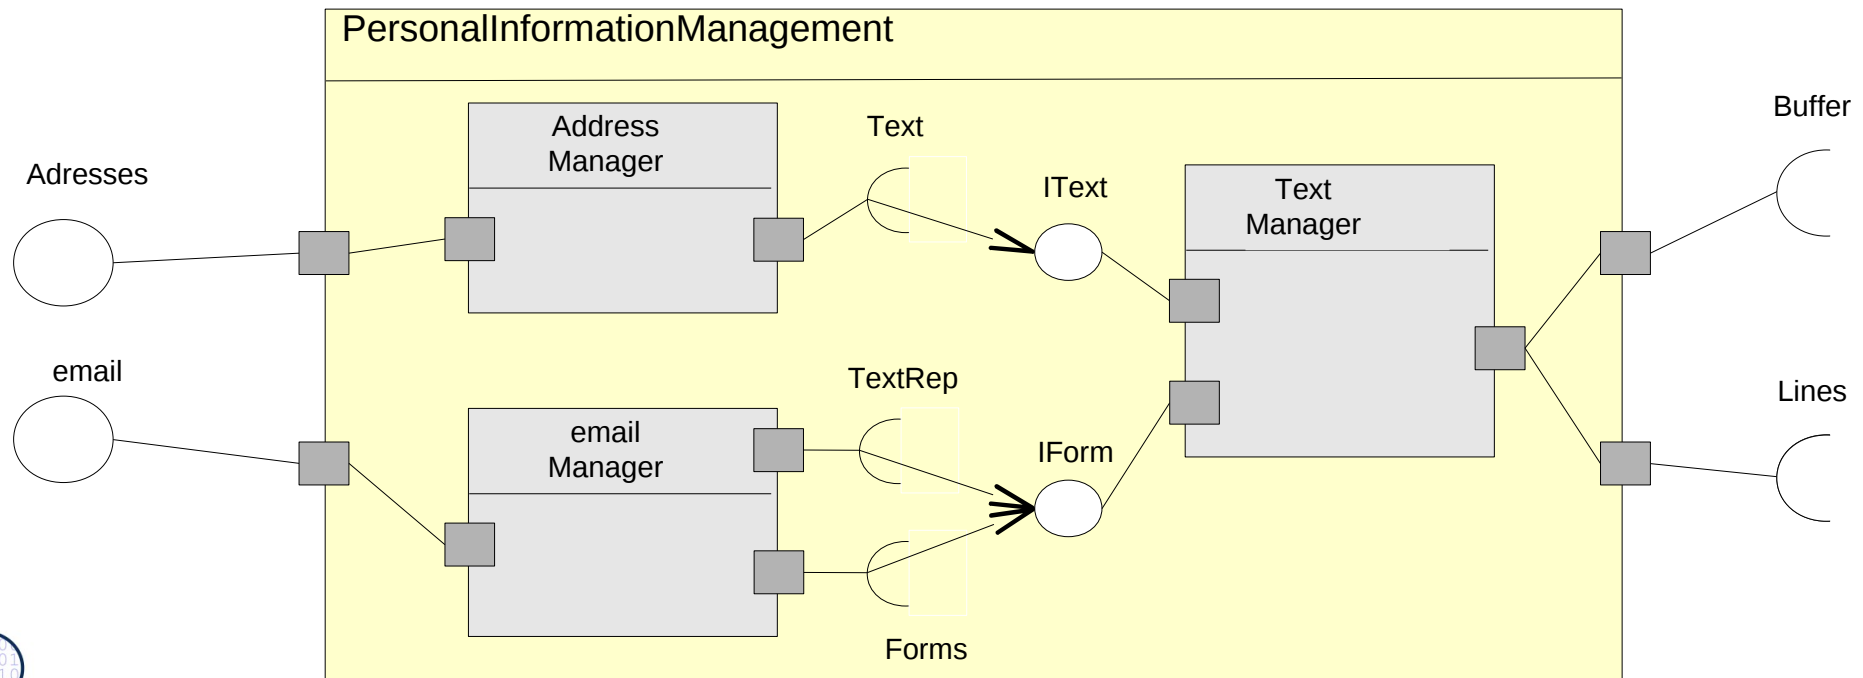 PersonalInformationManagement
Adresses
email
Address
Manager
Text
IText
Text
Manager
Buffer
Lines
email
Manager
TextRep
IForm
Forms